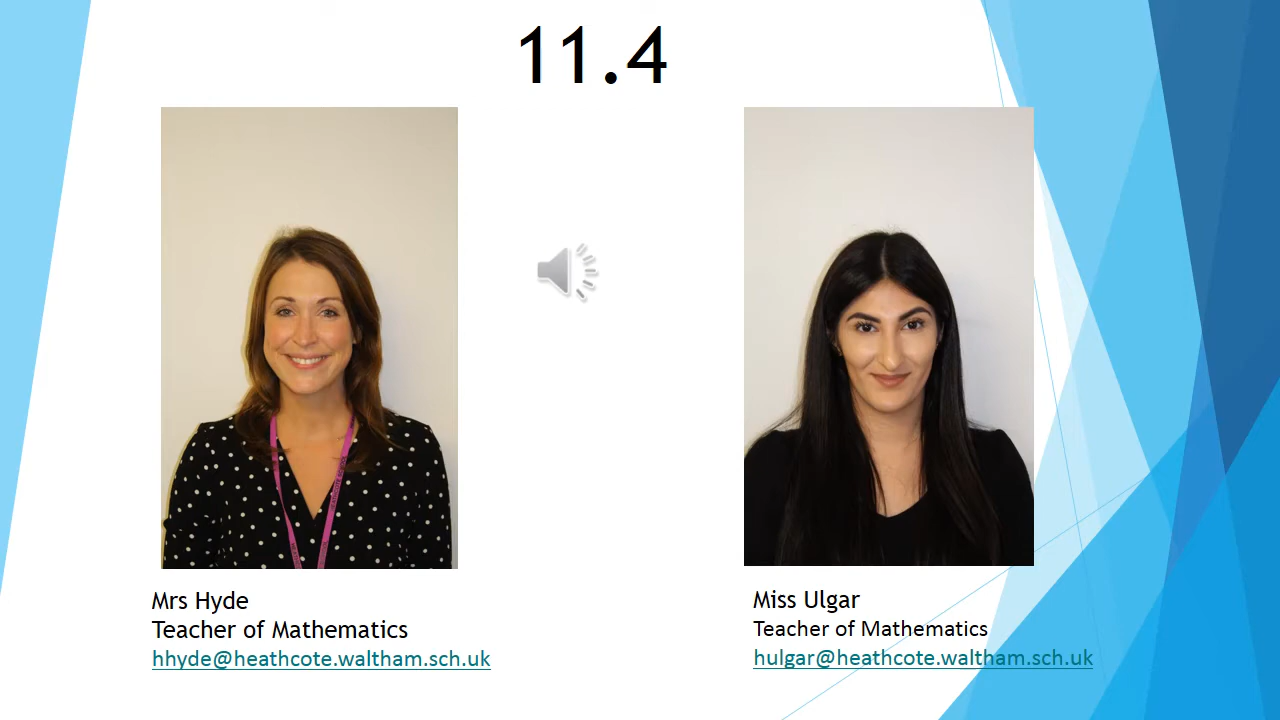 11.4
Mrs Hyde
Teacher of Mathematics
hhyde@heathcote.waltham.sch.uk
Miss Ulgar
Teacher of Mathematics
hulgar@heathcote.waltham.sch.uk